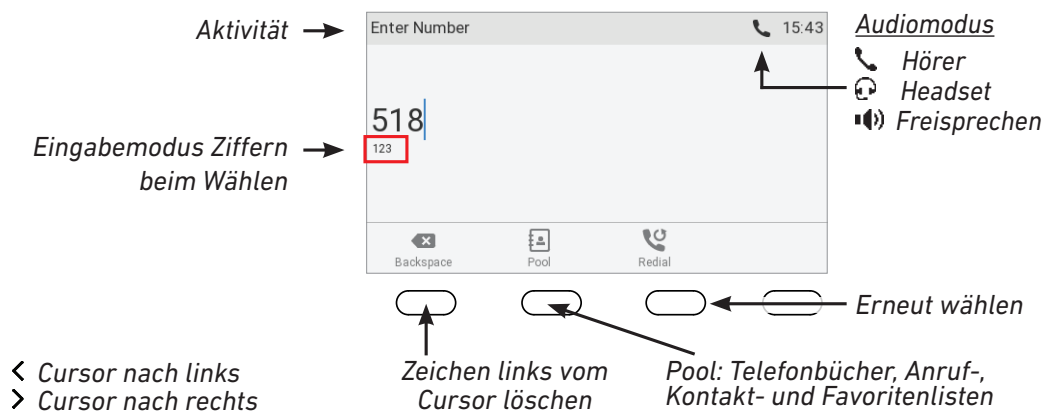 Aktivität
Enter Number
15:43
Audiomodus
Hörer
Headset
Freisprechen
518
123
Eingabemodus Ziffern
beim Wählen
Backspace
Pool
Redial
Erneut wählen
< Cursor nach links
> Cursor nach rechts
Zeichen links vom
Cursor löschen
Pool: Telefonbücher, Anruf-,
Kontakt- und Favoritenlisten